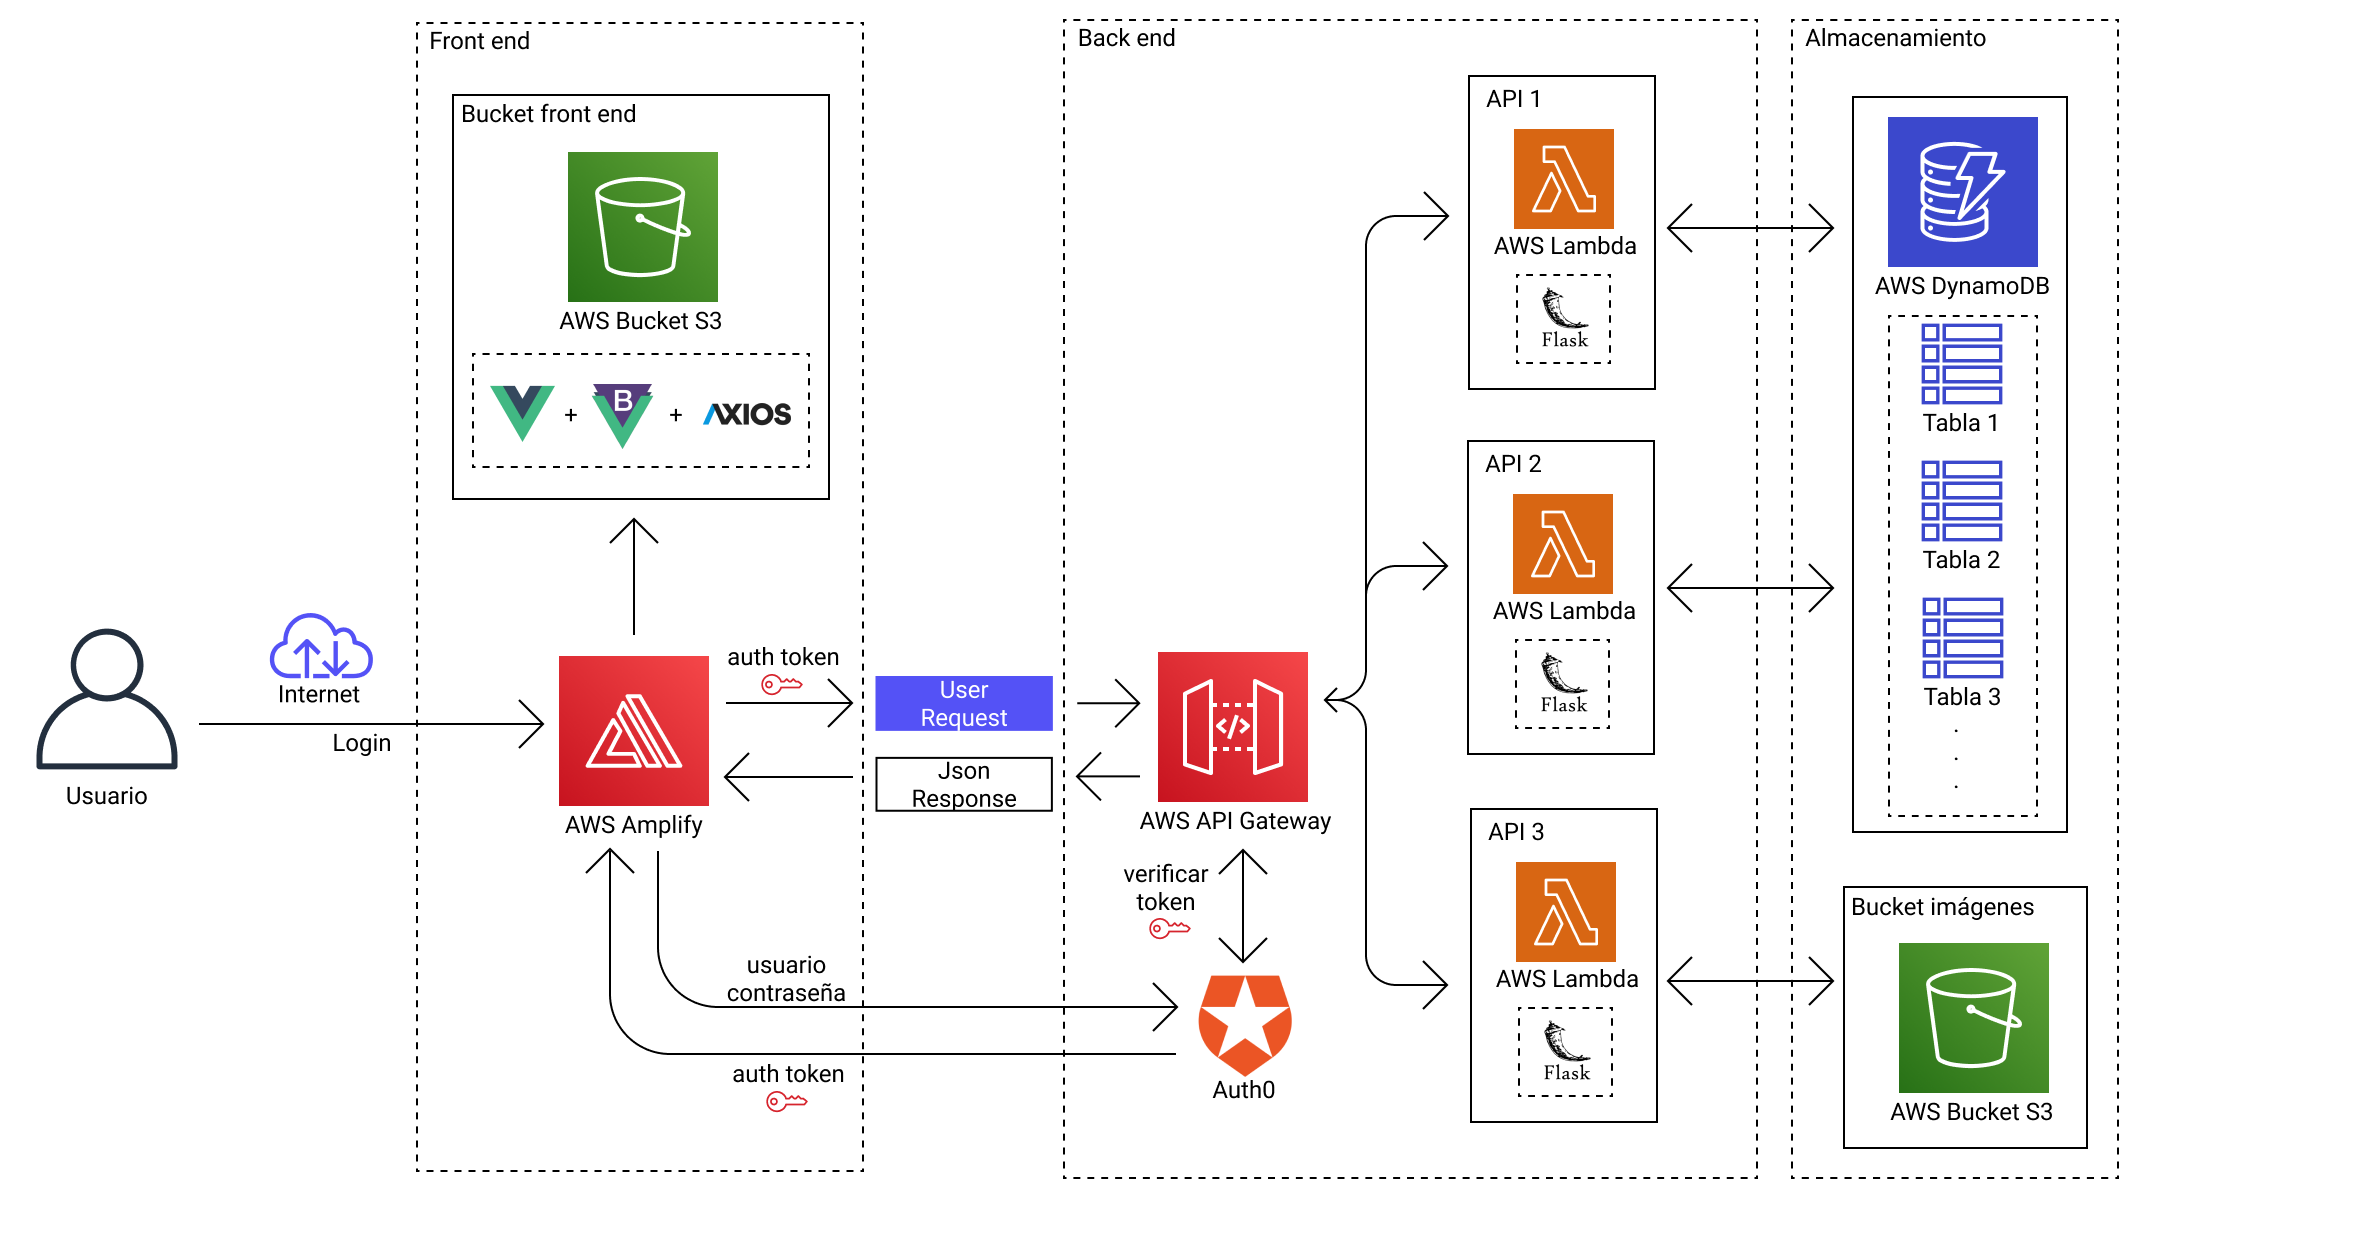 Front end
Bucket front end
AWS Bucket S3
+
B
+
AXIOS
Internet
Login
Usuario
AWS Amplify
auth token
User
Request
Json
Response
usuario
contraseña
auth token
Back end
</>
AWS API Gateway
verificar
token
Auth0
API 1
AWS Lambda
Flask
API 2
AWS Lambda
Flask
API 3
AWS Lambda
Flask
Almacenamiento
AWS DynamoDB
Tabla 1
Tabla 2
Tabla 3
.
.
.
Bucket imágenes
AWS Bucket S3